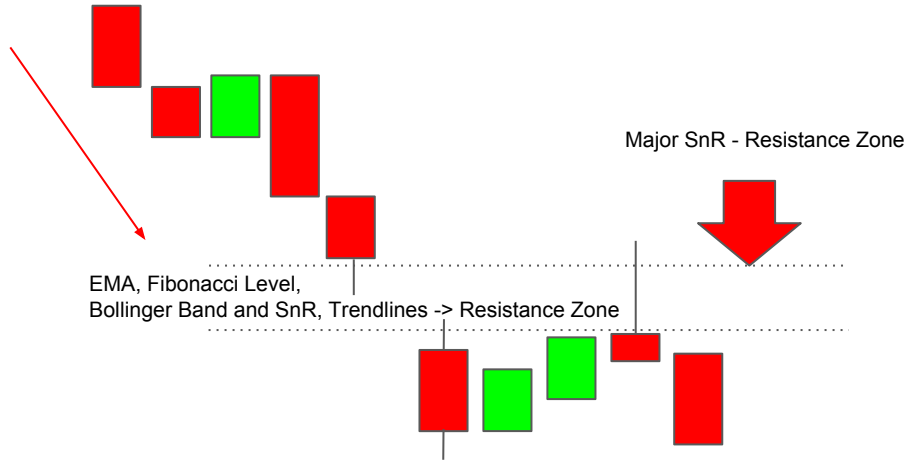 Major SnR - Resistance Zone
EMA, Fibonacci Level,
Bollinger Band and SnR, Trendlines -> Resistance Zone